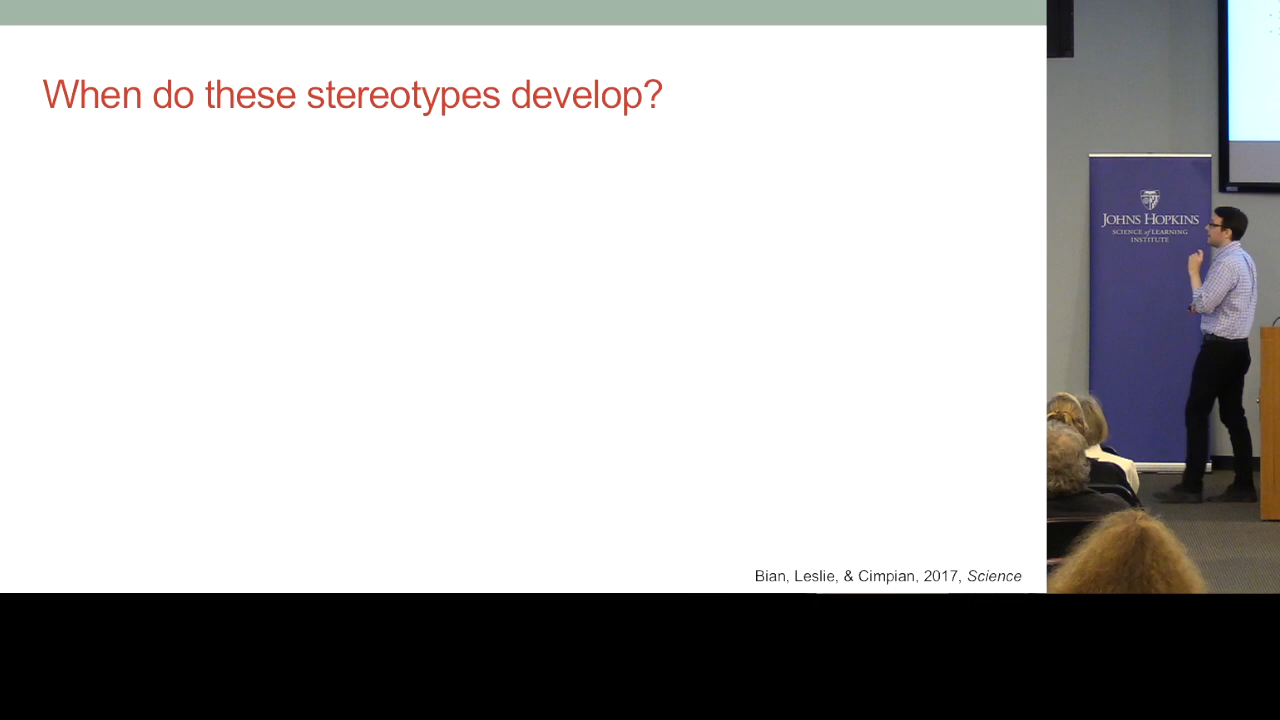 When do these stereotypes develop?
Bian, Leslie, & Cimpian, 2017, Science
JOHNS HOPKINS
SCIENCE of LEARNING
INSTITUTE